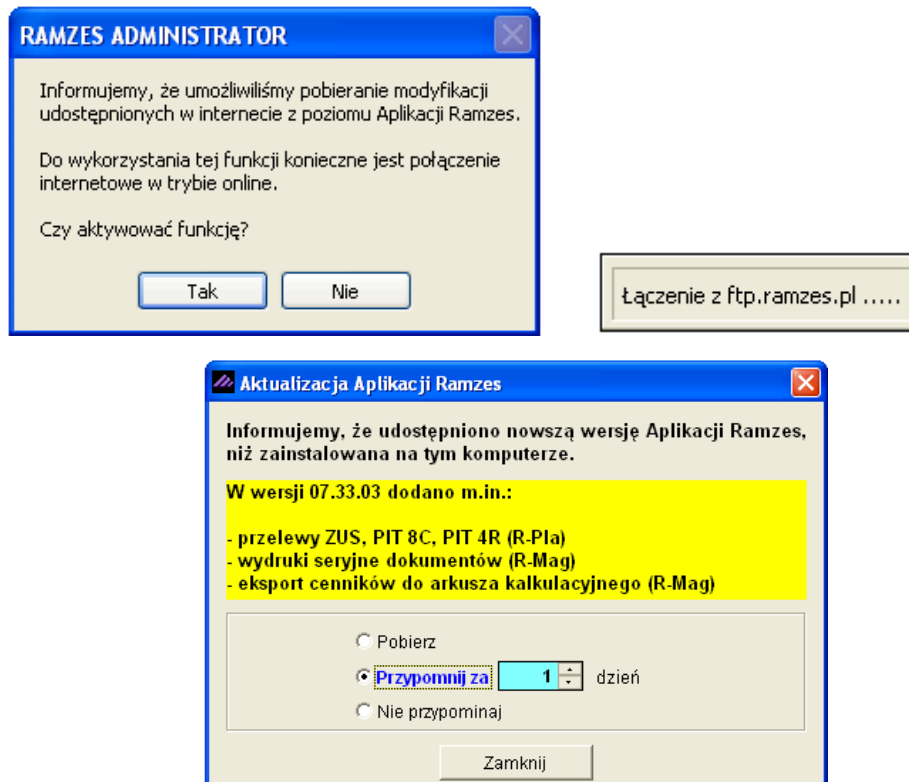 RAMZES ADMINISTRATOR
Informujemy, że umożliwiliśmy pobieranie modyfikacji
udostępnionych w internecie z poziomu Aplikacji Ramzes.
Do wykorzystania tej funkcji konieczne jest połączenie
internetowe w trybie online.
Czy aktywować funkcję?
Tak
Nie
Łączenie z ftp.ramzes.pl .....
Aktualizacja Aplikacji Ramzes
Informujemy, że udostępniono nowszą wersję Aplikacji Ramzes,
niż zainstalowana na tym komputerze.
W wersji 07.33.03 dodano m.in.:
- przelewy ZUS, PIT 8C, PIT 4R (R-Pla)
- wydruki seryjne dokumentów (R-Mag)
- eksport cenników do arkusza kalkulacyjnego (R-Mag)
Pobierz
Przypomnij za 1 dzień
Nie przypominaj
Zamknij